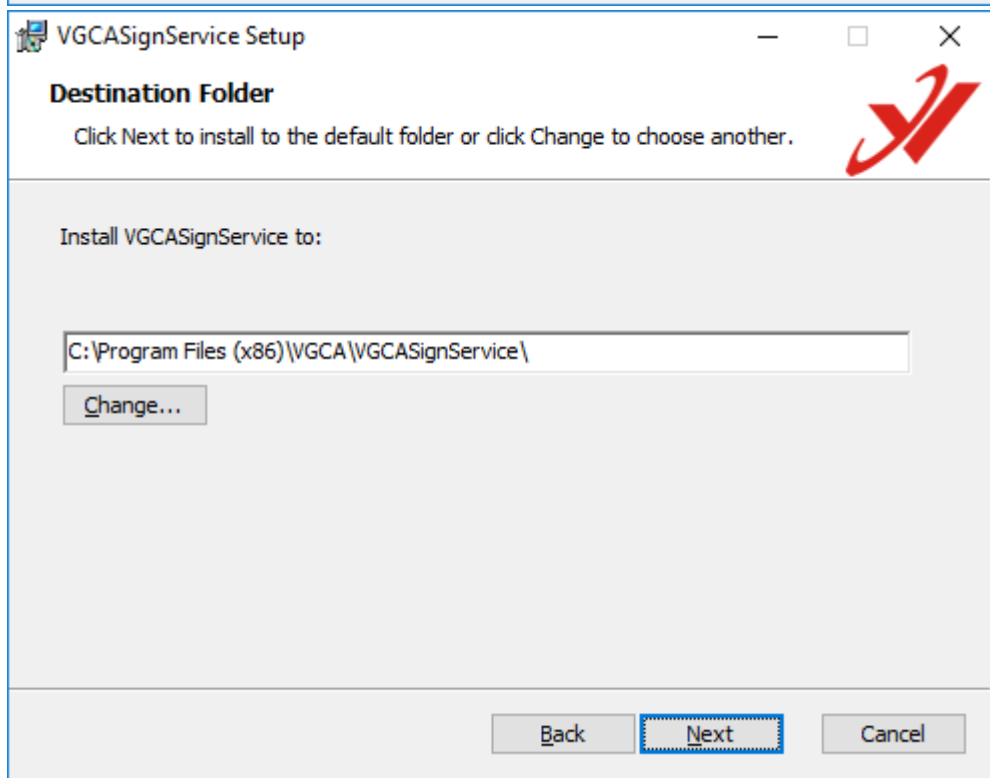 VGCASignService Setup
Destination Folder
Click Next to install to the default folder or click Change to choose another.
Install VGCASignService to:
C:\Program Files (x86)\VGCA\VGCASignService\
Change...
Back Next Cancel